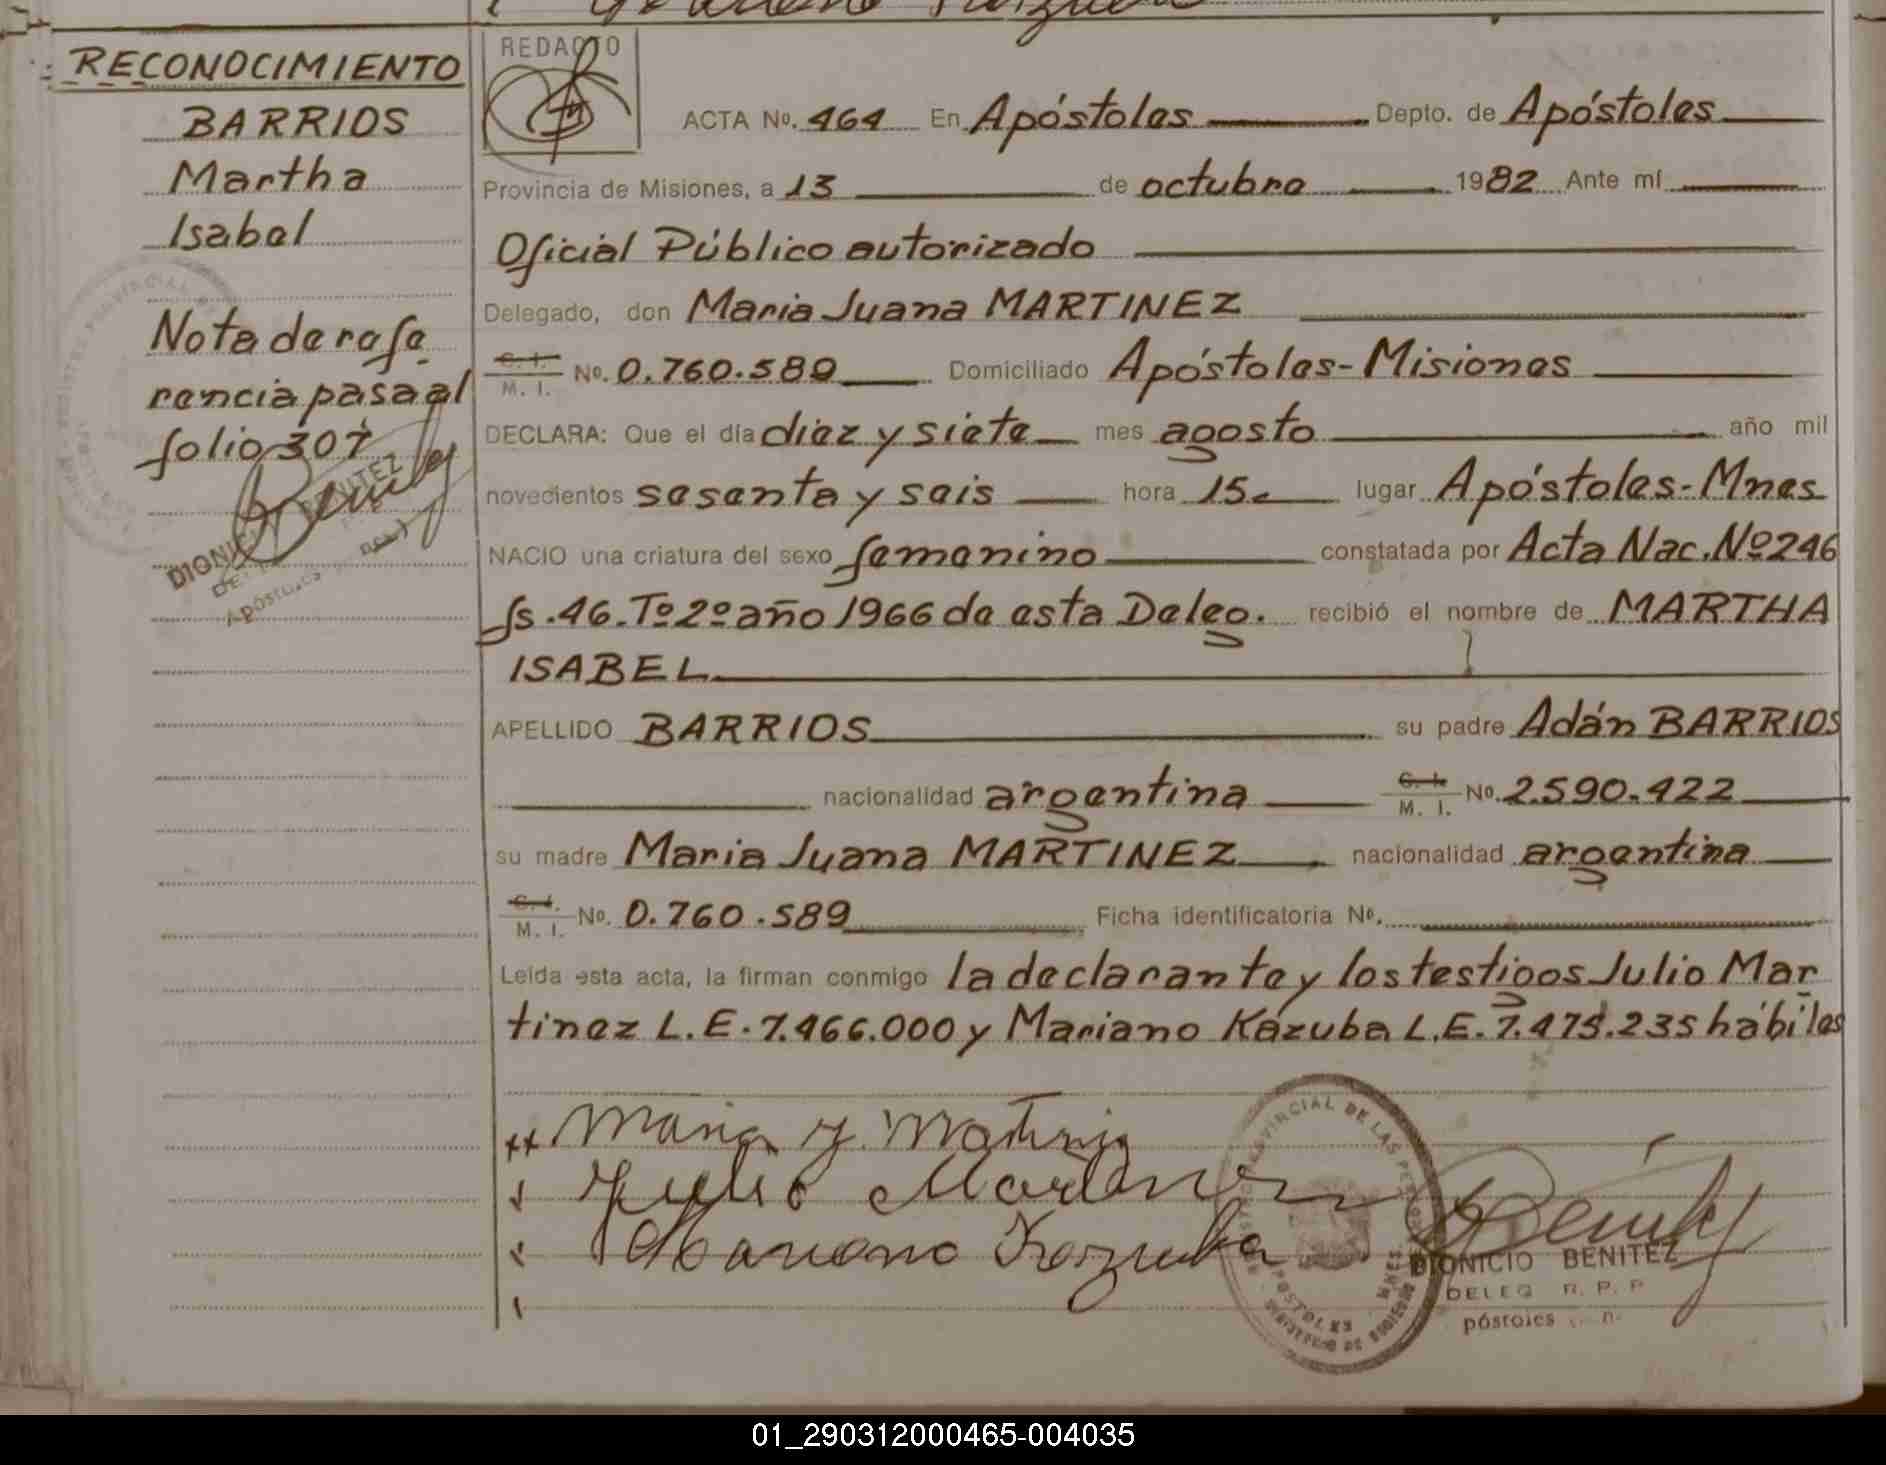 RECONOCIMIENTO
BARRIOS
Martha
Isabel
Nota de refe
rencia pasa al
folio 307
DIONICI BENITEZ
REDACTO
ACTA No. 464 En Apóstoles Depto. de Apóstoles
Provincia de Misiones, a 13 de octubre 1982 Ante mí
Oficial Público autorizado
Delegado, don Maria Juana MARTINEZ
C. I. M. I. No. 0.760.589 Domiciliado Apóstoles-Misiones
DECLARA: Que el día diez y siete mes agosto año mil
novecientos sesenta y seis hora 15 lugar Apóstoles-Mnes
NACIO una criatura del sexo femenino constatada por Acta Nac. Nº 246
fs. 46. Tº 2º año 1966 de esta Deleg. recibió el nombre de MARTHA
ISABEL
APELLIDO BARRIOS su padre Adán BARRIOS
nacionalidad argentina C. I. M. I. No. 2.590.422
su madre Maria Juana MARTINEZ nacionalidad argentina
C. I. M. I. No. 0.760.589 Ficha identificatoria No.
Leída esta acta, la firman conmigo la declarante y los testigos Julio Mar
tinez L.E. 7.466.000 y Mariano Kazuba L.E. 7.475.235 hábiles
Maria J. Martinez
Julio Martinez
Mariano Kozuba
DIONICIO BENITEZ
DELEG R. P. P
póstoles
01_290312000465-004035